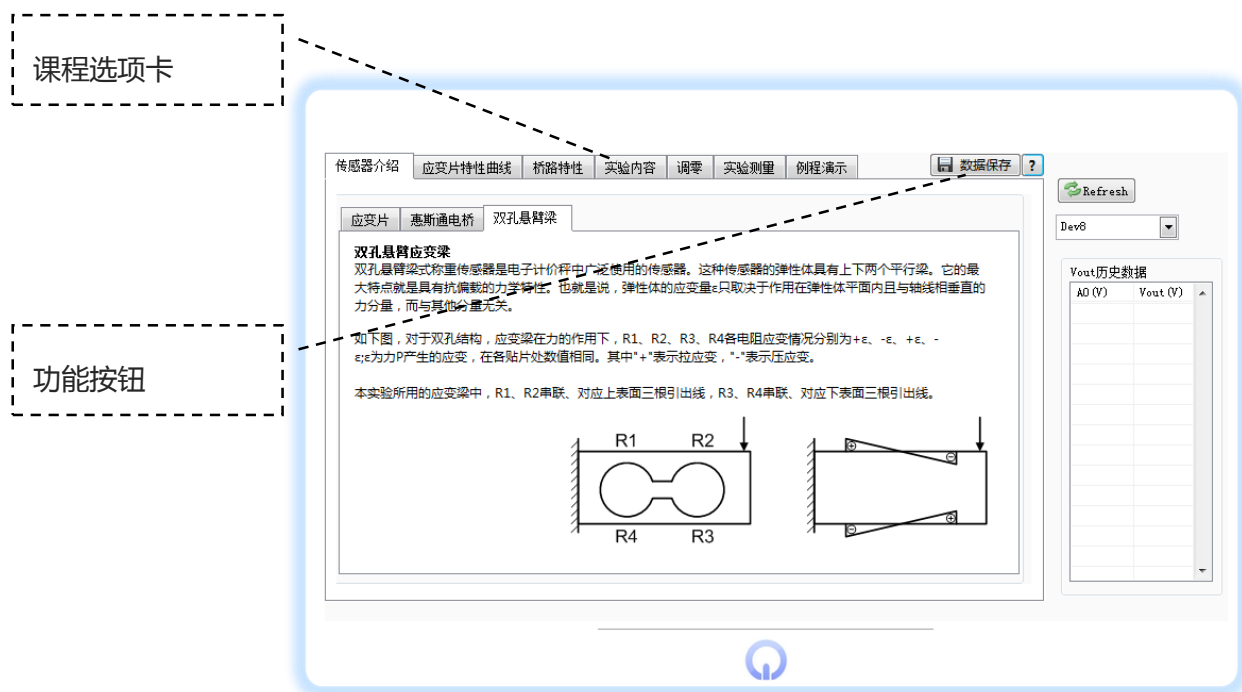 课程选项卡
传感器介绍 应变片特性曲线 桥路特性 实验内容 调零 实验测量 例程演示 数据保存 ?
Refresh
应变片 惠斯通电桥 双孔悬臂梁
Dev8
双孔悬臂应变梁
双孔悬臂梁式称重传感器是电子计价秤中广泛使用的传感器。这种传感器的弹性体具有上下两个平行梁。它的最
大特点就是具有抗偏载的力学特性。也就是说，弹性体的应变量ε只取决于作用在弹性体平面内且与轴线相垂直的
力分量，而与其他分量无关。
如下图，对于双孔结构，应变梁在力的作用下，R1、R2、R3、R4各电阻应变情况分别为+ε、-ε、+ε、-
ε;ε为力P产生的应变，在各贴片处数值相同。其中"+"表示拉应变，"-"表示压应变。
本实验所用的应变梁中，R1、R2串联、对应上表面三根引出线，R3、R4串联、对应下表面三根引出线。
R1 R2
R4 R3
Vout历史数据
AO(V) Vout(V)
功能按钮